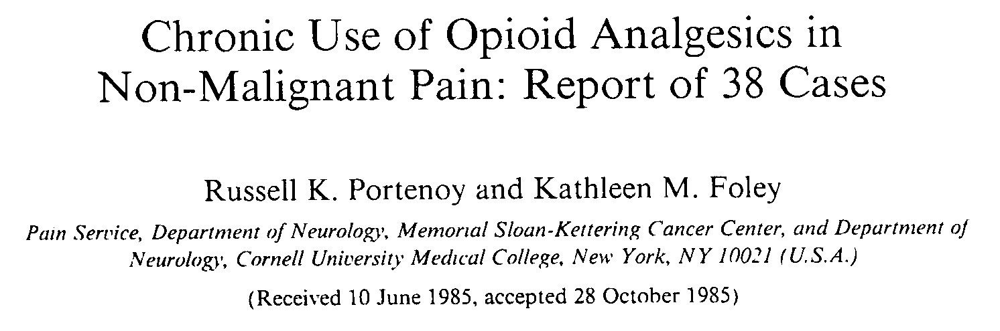 Chronic Use of Opioid Analgesics in
Non-Malignant Pain: Report of 38 Cases
Russell K. Portenoy and Kathleen M. Foley
Pain Service, Department of Neurology, Memorial Sloan-Kettering Cancer Center, and Department of
Neurology, Cornell University Medical College, New York, NY 10021 (U.S.A.)
(Received 10 June 1985, accepted 28 October 1985)